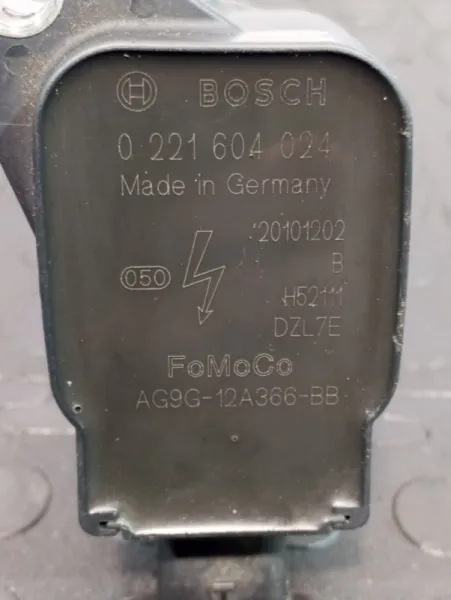 BOSCH
0 221 604 024
Made in Germany
20101202
B
050
H52111
DZL7E
FoMoCo
AG9G-12A366-BB